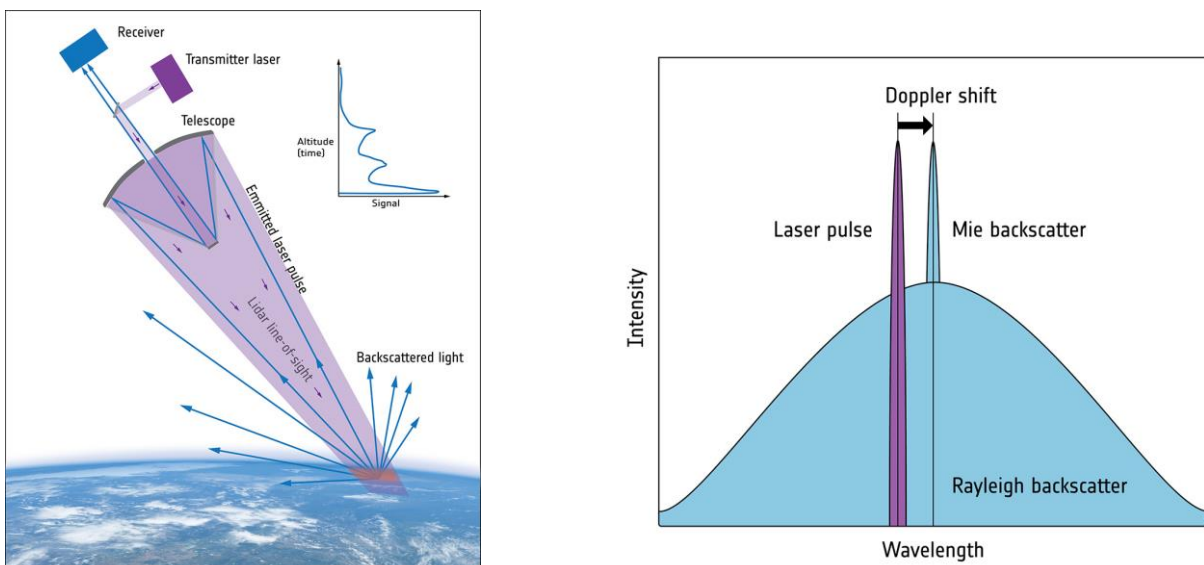 Receiver
Transmitter laser
Telescope
Altitude
(time)
Signal
Emmitted laser pulse
Lidar line-of-sight
Backscattered light
Doppler shift
Laser pulse
Mie backscatter
Intensity
Rayleigh backscatter
Wavelength